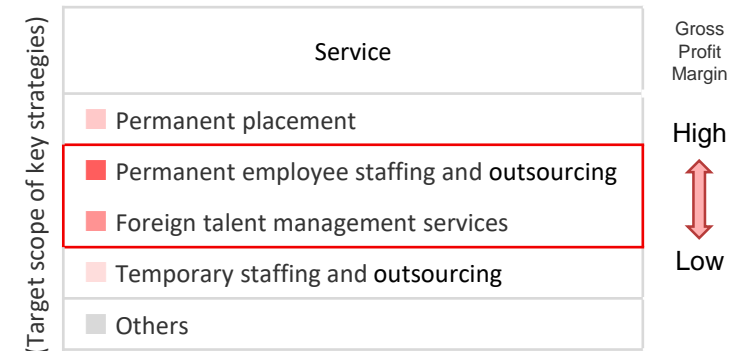 (Target scope of key strategies)
Service
Gross
Profit
Margin
Permanent placement
High
Permanent employee staffing and outsourcing
Foreign talent management services
Low
Temporary staffing and outsourcing
Others